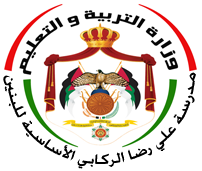 وزارة التربية و التعليم
مدرسة علي رضا الركابي الأساسية للبنين